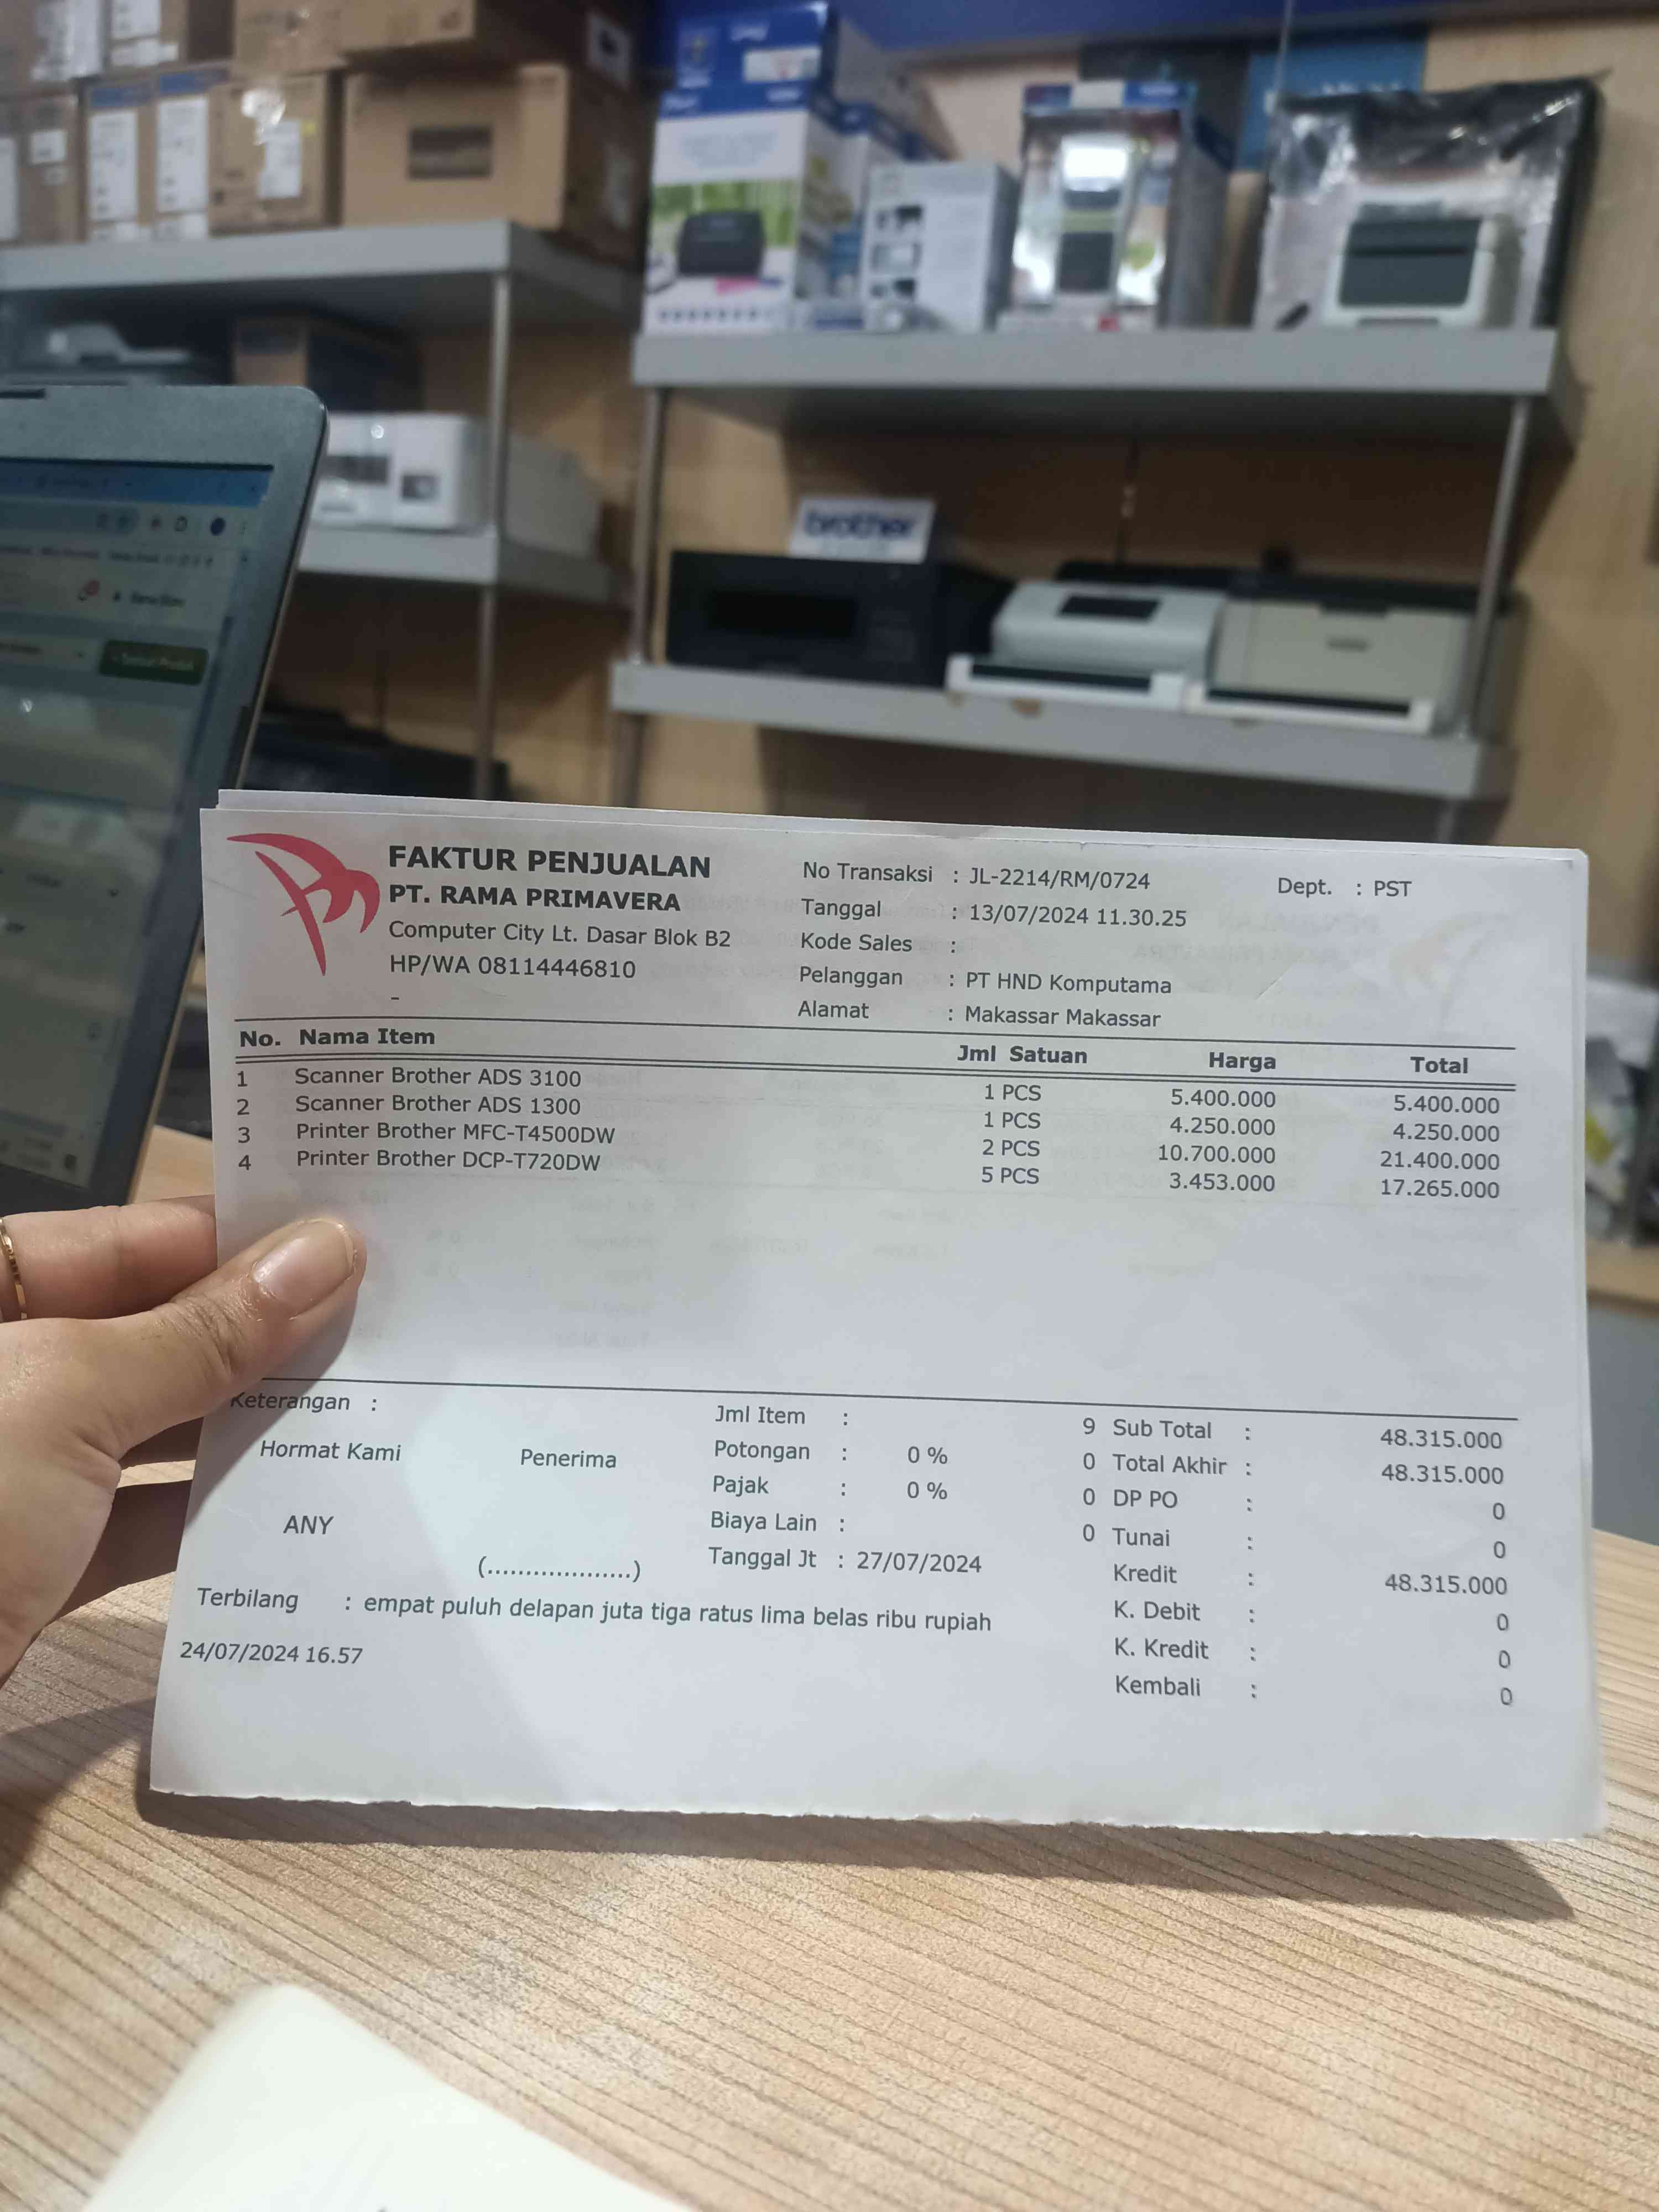 brother
FAKTUR PENJUALAN
PT. RAMA PRIMAVERA
Computer City Lt. Dasar Blok B2
HP/WA 08114446810
-
No Transaksi : JL-2214/RM/0724
Tanggal : 13/07/2024 11.30.25
Kode Sales :
Pelanggan : PT HND Komputama
Alamat : Makassar Makassar
Dept. : PST
No. Nama Item Jml Satuan Harga Total
1 Scanner Brother ADS 3100 1 PCS 5.400.000 5.400.000
2 Scanner Brother ADS 1300 1 PCS 4.250.000 4.250.000
3 Printer Brother MFC-T4500DW 2 PCS 10.700.000 21.400.000
4 Printer Brother DCP-T720DW 5 PCS 3.453.000 17.265.000
Keterangan :
Hormat Kami
Penerima
ANY
(...................)
Jml Item : 9
Potongan : 0 % 0
Pajak : 0 % 0
Biaya Lain : 0
Tanggal Jt : 27/07/2024
Sub Total : 48.315.000
Total Akhir : 48.315.000
DP PO : 0
Tunai : 0
Kredit : 48.315.000
K. Debit : 0
K. Kredit : 0
Kembali : 0
Terbilang : empat puluh delapan juta tiga ratus lima belas ribu rupiah
24/07/2024 16.57